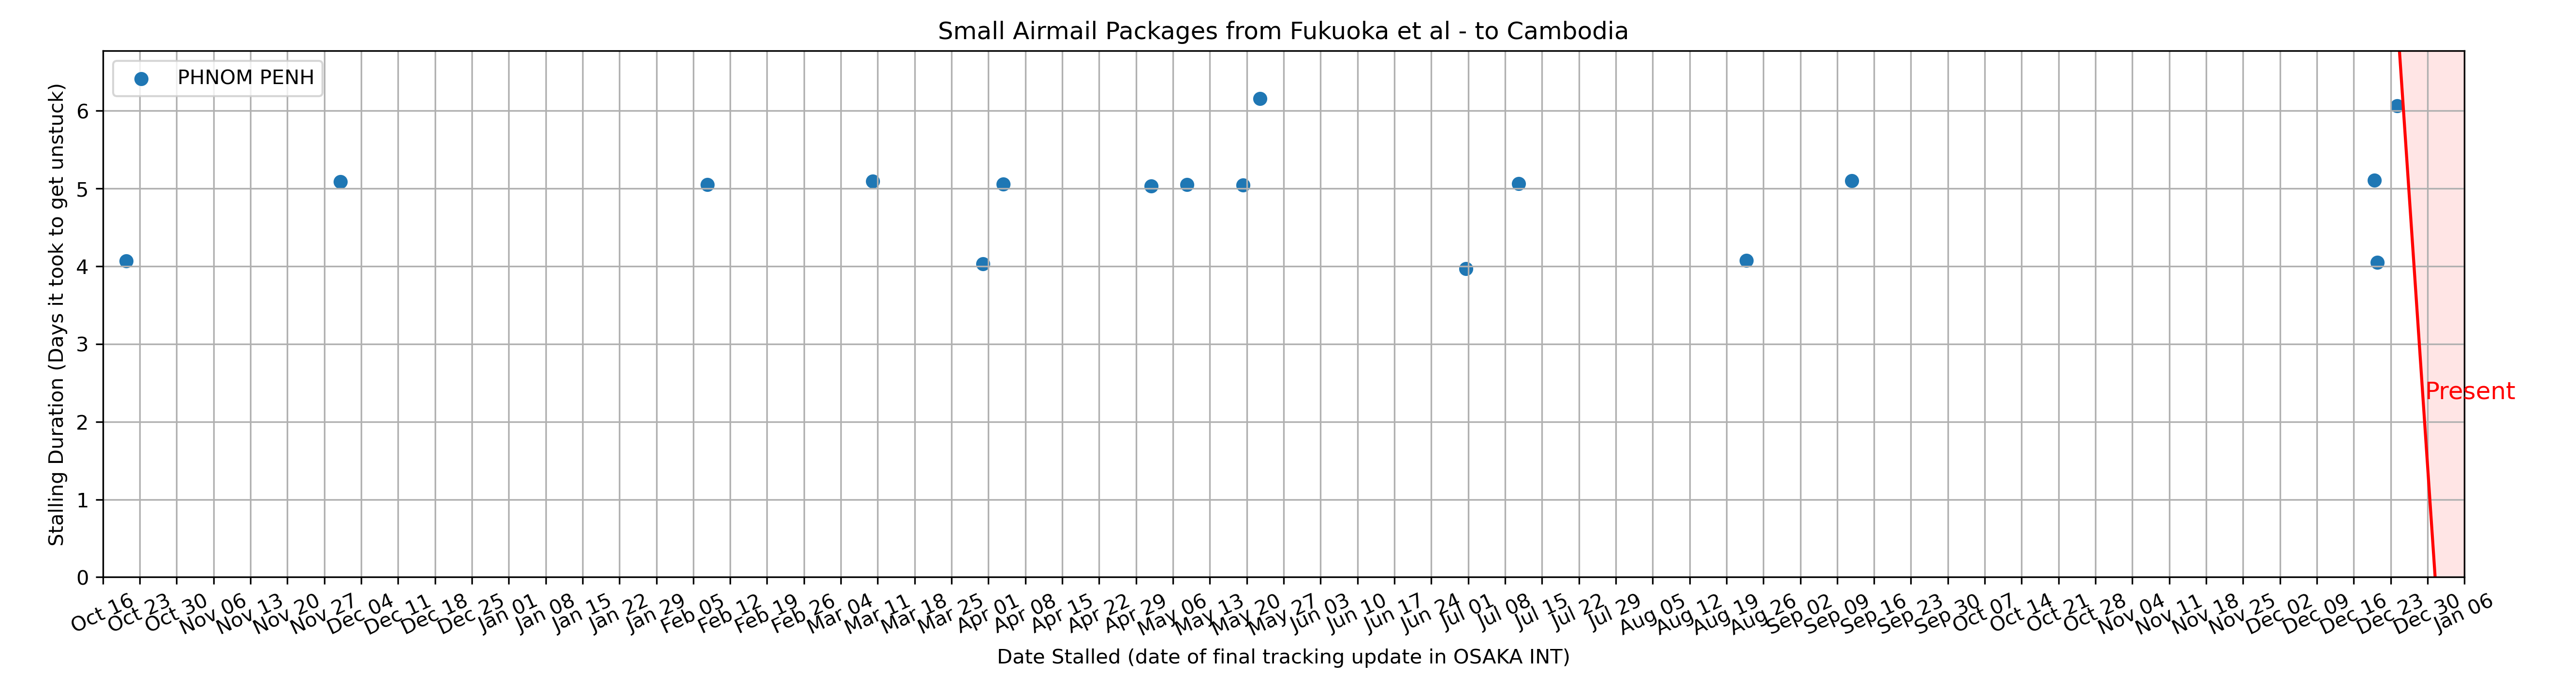 Small Airmail Packages from Fukuoka et al - to Cambodia
PHNOM PENH
Stalling Duration (Days it took to get unstuck)
6
5
4
3
2
1
0
Present
Oct 16
Oct 23
Oct 30
Nov 06
Nov 13
Nov 20
Nov 27
Dec 04
Dec 11
Dec 18
Dec 25
Jan 01
Jan 08
Jan 15
Jan 22
Jan 29
Feb 05
Feb 12
Feb 19
Feb 26
Mar 04
Mar 11
Mar 18
Mar 25
Apr 01
Apr 08
Apr 15
Apr 22
Apr 29
May 06
May 13
May 20
May 27
Jun 03
Jun 10
Jun 17
Jun 24
Jul 01
Jul 08
Jul 15
Jul 22
Jul 29
Aug 05
Aug 12
Aug 19
Aug 26
Sep 02
Sep 09
Sep 16
Sep 23
Sep 30
Oct 07
Oct 14
Oct 21
Oct 28
Nov 04
Nov 11
Nov 18
Nov 25
Dec 02
Dec 09
Dec 16
Dec 23
Dec 30
Jan 06
Date Stalled (date of final tracking update in OSAKA INT)